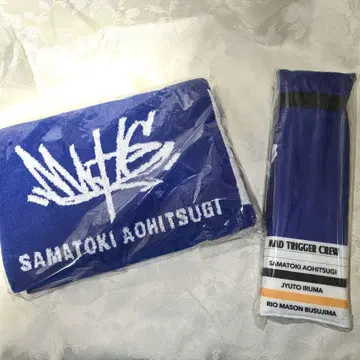 SAMATOKI AOHITSUGI
MAD TRIGGER CREW
SAMATOKI AOHITSUGI
JYUTO IRUMA
RIO MASON BUSUJIMA